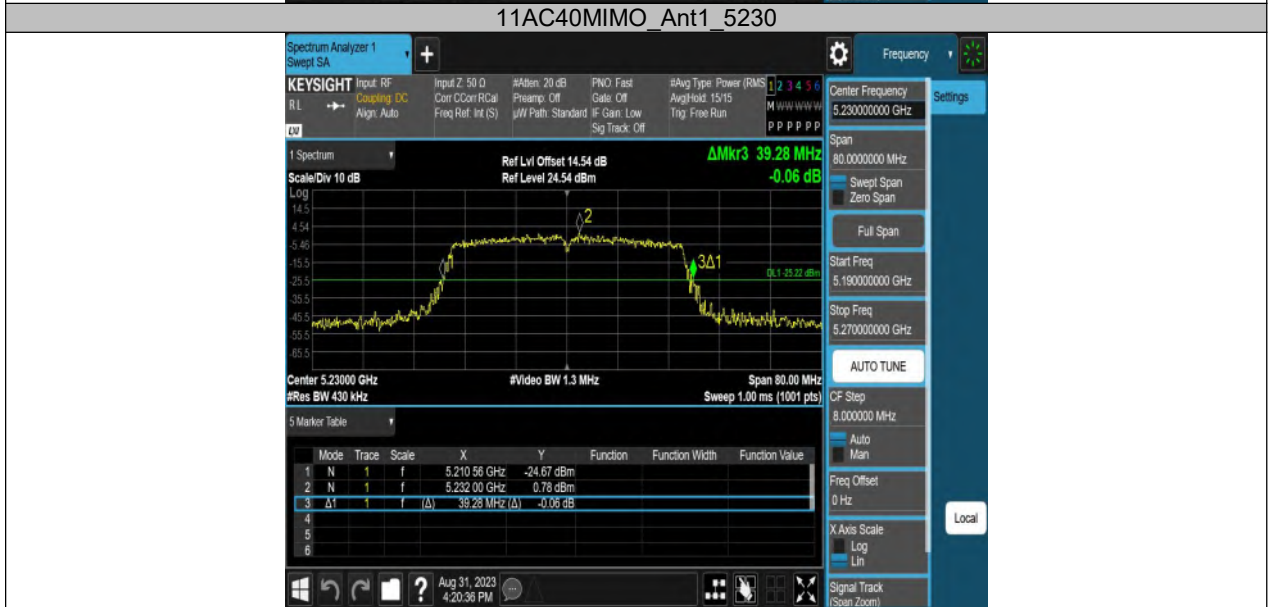 11AC40MIMO_Ant1_5230
Spectrum Analyzer 1
Swept SA
+
Frequency
KEYSIGHT Input: RF Input Z: 50 Ω #Atten: 20 dB PNO: Fast #Avg Type: Power (RMS 1 2 3 4 5 6
RL Coupling: DC Corr CCorr RCal Preamp: Off Gate: Off Avg|Hold: 15/15 M W W W W W
Align: Auto Freq Ref: Int (S) µW Path: Standard IF Gain: Low Trig: Free Run
Sig Track: Off P P P P P P
LXI
Center Frequency
5.230000000 GHz
Settings
Span
80.0000000 MHz
Swept Span
Zero Span
Full Span
Start Freq
5.190000000 GHz
Stop Freq
5.270000000 GHz
AUTO TUNE
CF Step
8.000000 MHz
Auto
Man
Freq Offset
0 Hz
X Axis Scale
Log
Lin
Signal Track
(Span Zoom)
Local
1 Spectrum
Ref Lvl Offset 14.54 dB
ΔMkr3 39.28 MHz
Scale/Div 10 dB
Ref Level 24.54 dBm
-0.06 dB
Log
14.5
4.54
-5.46
-15.5
-25.5
-35.5
-45.5
-55.5
-65.5
2
1
3Δ1
DL1 -25.22 dBm
Center 5.23000 GHz #Video BW 1.3 MHz Span 80.00 MHz
#Res BW 430 kHz Sweep 1.00 ms (1001 pts)
5 Marker Table
Mode Trace Scale X Y Function Function Width Function Value
1 N 1 f 5.210 56 GHz -24.67 dBm
2 N 1 f 5.232 00 GHz 0.78 dBm
3 Δ1 1 f (Δ) 39.28 MHz (Δ) -0.06 dB
4
5
6
?
Aug 31, 2023
4:20:36 PM